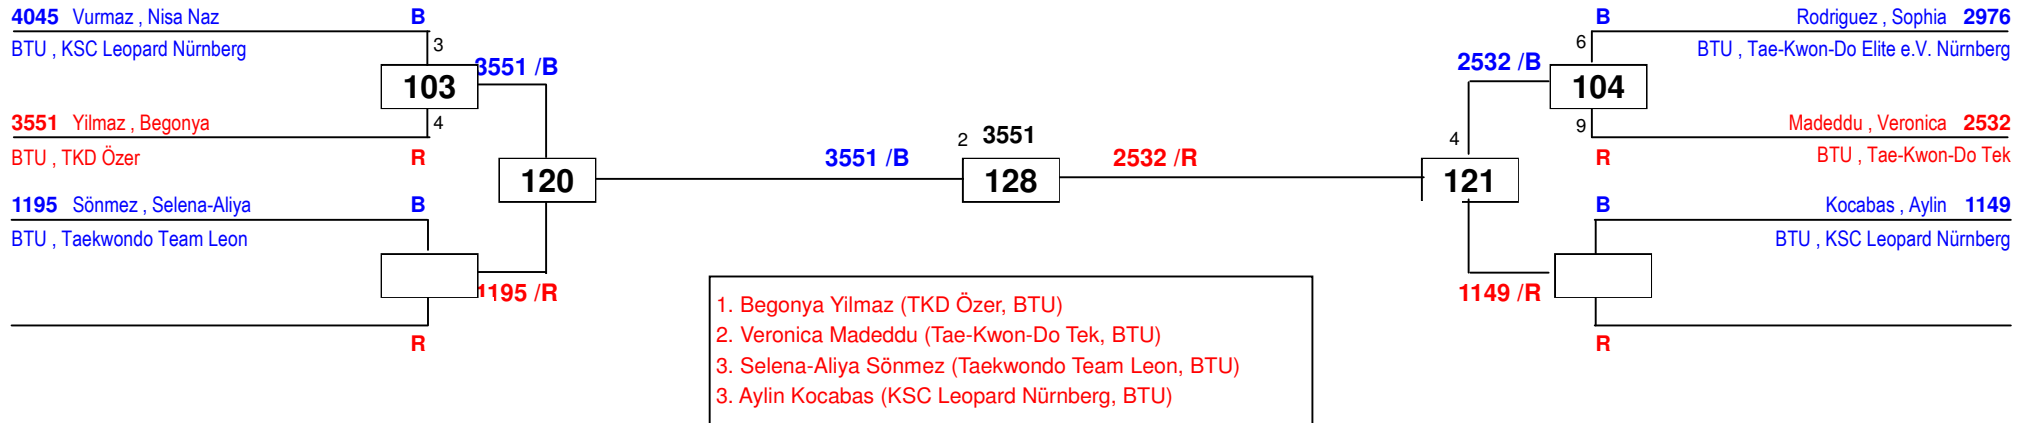 4045 Vurmaz , Nisa Naz B
BTU , KSC Leopard Nürnberg
3
3551 /B
103
3551 Yilmaz , Begonya
4
BTU , TKD Özer R
120
1195 Sönmez , Selena-Aliya B
BTU , Taekwondo Team Leon
1195 /R
R
3551 /B
2 3551
128
2532 /R
B Rodriguez , Sophia 2976
6
BTU , Tae-Kwon-Do Elite e.V. Nürnberg
2532 /B
104
9
Madeddu , Veronica 2532
R BTU , Tae-Kwon-Do Tek
4
121
B Kocabas , Aylin 1149
BTU , KSC Leopard Nürnberg
1149 /R
R
1. Begonya Yilmaz (TKD Özer, BTU)
2. Veronica Madeddu (Tae-Kwon-Do Tek, BTU)
3. Selena-Aliya Sönmez (Taekwondo Team Leon, BTU)
3. Aylin Kocabas (KSC Leopard Nürnberg, BTU)